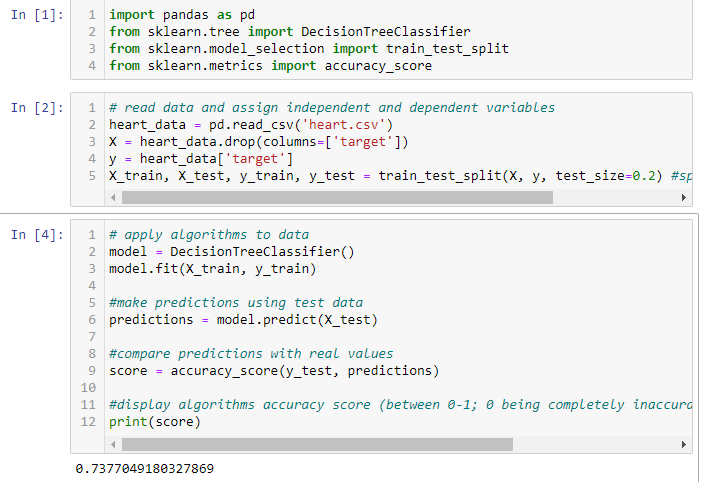 In [1]:
1 import pandas as pd
2 from sklearn.tree import DecisionTreeClassifier
3 from sklearn.model_selection import train_test_split
4 from sklearn.metrics import accuracy_score
In [2]:
1 # read data and assign independent and dependent variables
2 heart_data = pd.read_csv('heart.csv')
3 X = heart_data.drop(columns=['target'])
4 y = heart_data['target']
5 X_train, X_test, y_train, y_test = train_test_split(X, y, test_size=0.2) #sp
In [4]:
1 # apply algorithms to data
2 model = DecisionTreeClassifier()
3 model.fit(X_train, y_train)
4
5 #make predictions using test data
6 predictions = model.predict(X_test)
7
8 #compare predictions with real values
9 score = accuracy_score(y_test, predictions)
10
11 #display algorithms accuracy score (between 0-1; 0 being completely inaccura
12 print(score)
0.7377049180327869